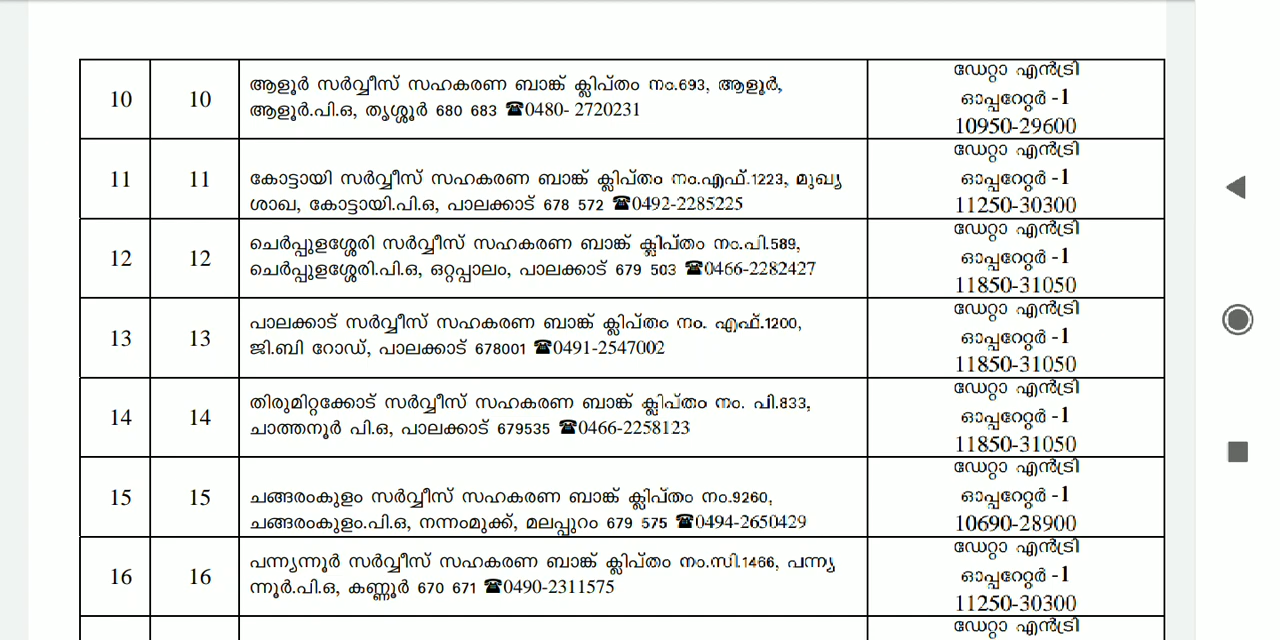 10 10 ആളൂർ സർവ്വീസ് സഹകരണ ബാങ്ക് ക്ലിപ്തം നം.693, ആളൂർ,
ആളൂർ.പി.ഒ, തൃശ്ശൂർ 680 683 ☎0480- 2720231
ഡേറ്റാ എൻട്രി
ഓപ്പറേറ്റർ -1
10950-29600
11 11 കോട്ടായി സർവ്വീസ് സഹകരണ ബാങ്ക് ക്ലിപ്തം നം.എഫ്.1223, മുഖ്യ
ശാഖ, കോട്ടായി.പി.ഒ, പാലക്കാട് 678 572 ☎0492-2285225
ഡേറ്റാ എൻട്രി
ഓപ്പറേറ്റർ -1
11250-30300
12 12 ചെർപ്പുളശ്ശേരി സർവ്വീസ് സഹകരണ ബാങ്ക് ക്ലിപ്തം നം.പി.589,
ചെർപ്പുളശ്ശേരി.പി.ഒ, ഒറ്റപ്പാലം, പാലക്കാട് 679 503 ☎0466-2282427
ഡേറ്റാ എൻട്രി
ഓപ്പറേറ്റർ -1
11850-31050
13 13 പാലക്കാട് സർവ്വീസ് സഹകരണ ബാങ്ക് ക്ലിപ്തം നം. എഫ്.1200,
ജി.ബി റോഡ്, പാലക്കാട് 678001 ☎0491-2547002
ഡേറ്റാ എൻട്രി
ഓപ്പറേറ്റർ -1
11850-31050
14 14 തിരുമിറ്റക്കോട് സർവ്വീസ് സഹകരണ ബാങ്ക് ക്ലിപ്തം നം. പി.833,
ചാത്തനൂർ പി.ഒ, പാലക്കാട് 679535 ☎0466-2258123
ഡേറ്റാ എൻട്രി
ഓപ്പറേറ്റർ -1
11850-31050
15 15 ചങ്ങരംകുളം സർവ്വീസ് സഹകരണ ബാങ്ക് ക്ലിപ്തം നം.9260,
ചങ്ങരംകുളം.പി.ഒ, നന്നംമുക്ക്, മലപ്പുറം 679 575 ☎0494-2650429
ഡേറ്റാ എൻട്രി
ഓപ്പറേറ്റർ -1
10690-28900
16 16 പന്ന്യന്നൂർ സർവ്വീസ് സഹകരണ ബാങ്ക് ക്ലിപ്തം നം.സി.1466, പന്ന്യ
ന്നൂർ.പി.ഒ, കണ്ണൂർ 670 671 ☎0490-2311575
ഡേറ്റാ എൻട്രി
ഓപ്പറേറ്റർ -1
11250-30300
ഡേറ്റാ എൻട്രി